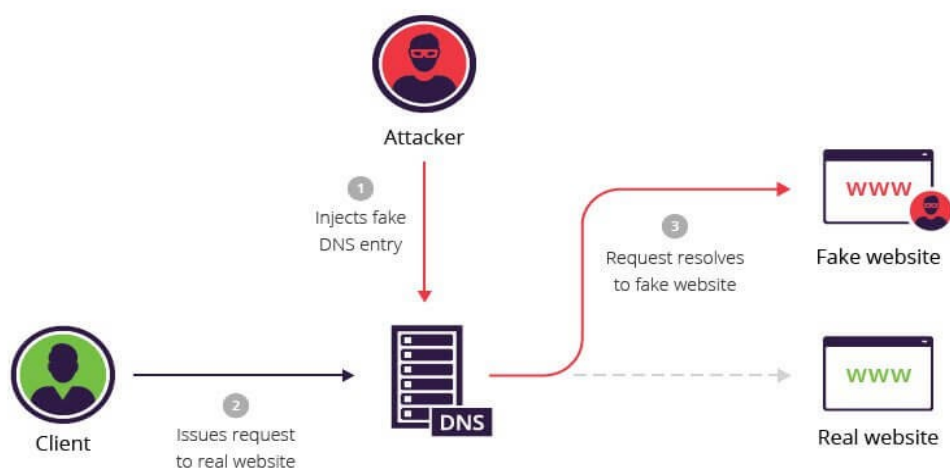 Attacker
1
Injects fake
DNS entry
www
Fake website
3
Request resolves
to fake website
DNS
Client
2
Issues request
to real website
www
Real website